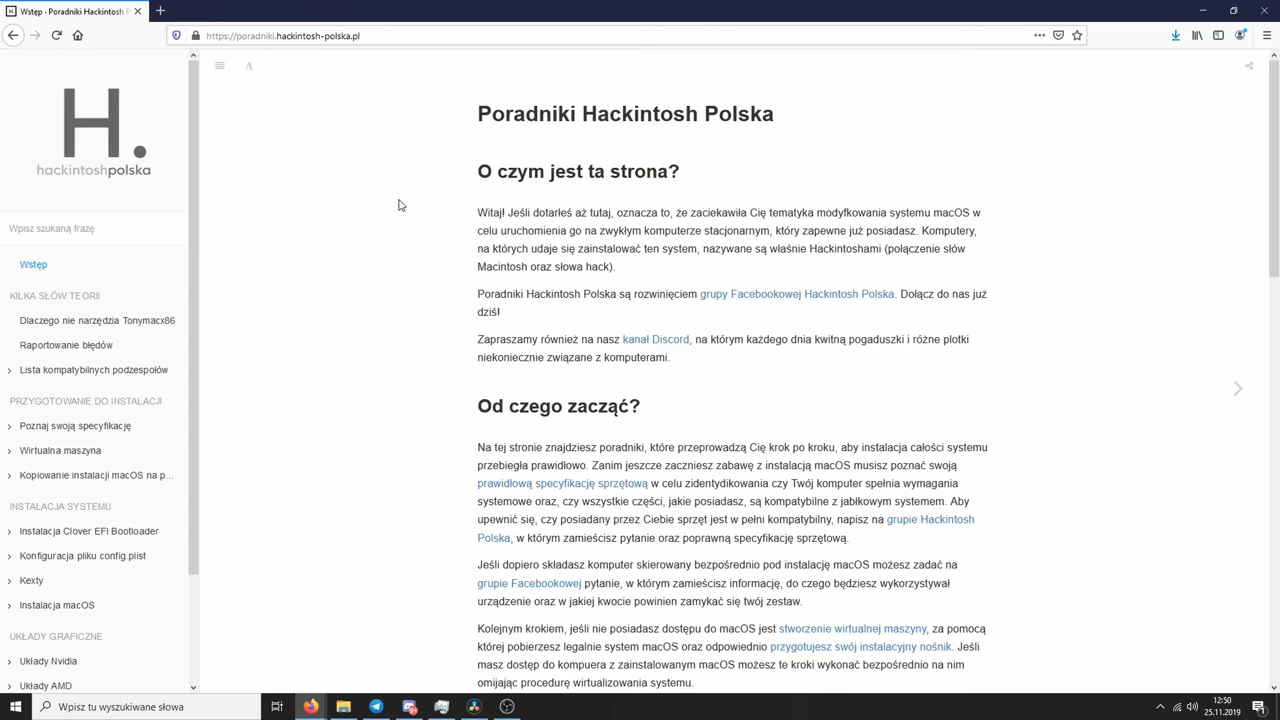 Wstęp · Poradniki Hackintosh P
https://poradniki.hackintosh-polska.pl
H.
hackintoshpolska
Wpisz szukaną frazę
Wstęp
KILKA SŁÓW TEORII
Dlaczego nie narzędzia Tonymacx86
Raportowanie błędów
Lista kompatybilnych podzespołów
PRZYGOTOWANIE DO INSTALACJI
Poznaj swoją specyfikację
Wirtualna maszyna
Kopiowanie instalacji macOS na p...
INSTALACJA SYSTEMU
Instalacja Clover EFI Bootloader
Konfiguracja pliku config.plist
Kexty
Instalacja macOS
UKŁADY GRAFICZNE
Układy Nvidia
Układy AMD
A
Poradniki Hackintosh Polska
O czym jest ta strona?
Witaj! Jeśli dotarłeś aż tutaj, oznacza to, że zaciekawiła Cię tematyka modyfkowania systemu macOS w
celu uruchomienia go na zwykłym komputerze stacjonarnym, który zapewne już posiadasz. Komputery,
na których udaje się zainstalować ten system, nazywane są właśnie Hackintoshami (połączenie słów
Macintosh oraz słowa hack).
Poradniki Hackintosh Polska są rozwinięciem grupy Facebookowej Hackintosh Polska. Dołącz do nas już
dziś!
Zapraszamy również na nasz kanał Discord, na którym każdego dnia kwitną pogaduszki i różne plotki
niekoniecznie związane z komputerami.
Od czego zacząć?
Na tej stronie znajdziesz poradniki, które przeprowadzą Cię krok po kroku, aby instalacja całości systemu
przebiegła prawidłowo. Zanim jeszcze zaczniesz zabawę z instalacją macOS musisz poznać swoją
prawidłową specyfikację sprzętową w celu zidentydikowania czy Twój komputer spełnia wymagania
systemowe oraz, czy wszystkie części, jakie posiadasz, są kompatybilne z jabłkowym systemem. Aby
upewnić się, czy posiadany przez Ciebie sprzęt jest w pełni kompatybilny, napisz na grupie Hackintosh
Polska, w którym zamieścisz pytanie oraz poprawną specyfikację sprzętową.
Jeśli dopiero składasz komputer skierowany bezpośrednio pod instalację macOS możesz zadać na
grupie Facebookowej pytanie, w którym zamieścisz informację, do czego będziesz wykorzystywał
urządzenie oraz w jakiej kwocie powinien zamykać się twój zestaw.
Kolejnym krokiem, jeśli nie posiadasz dostępu do macOS jest stworzenie wirtualnej maszyny, za pomocą
której pobierzesz legalnie system macOS oraz odpowiednio przygotujesz swój instalacyjny nośnik. Jeśli
masz dostęp do kompuera z zainstalowanym macOS możesz te kroki wykonać bezpośrednio na nim
omijając procedurę wirtualizowania systemu.
Wpisz tu wyszukiwane słowa
12:50
25.11.2019